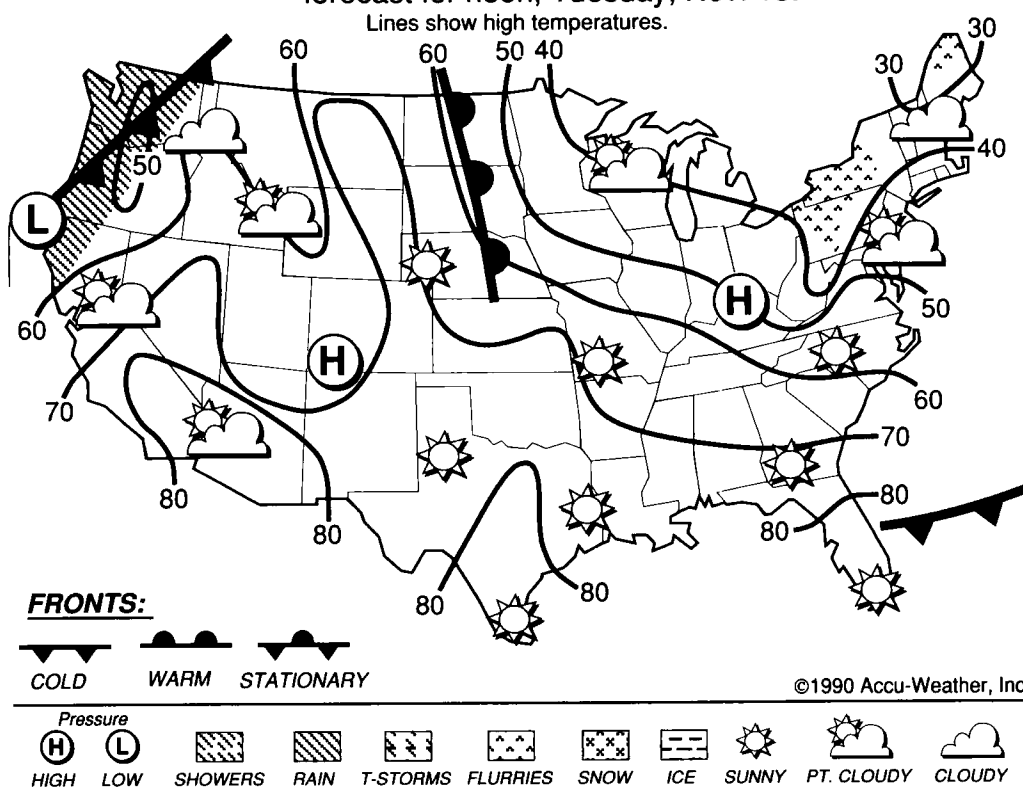 Lines show high temperatures.
60 60 50 40 30
30
50
40
L
60
H
50
H
70
60
70
80
80
80
80
80
80
FRONTS:
COLD WARM STATIONARY
©1990 Accu-Weather, Inc
Pressure
H L
HIGH LOW SHOWERS RAIN T-STORMS FLURRIES SNOW ICE SUNNY PT. CLOUDY CLOUDY